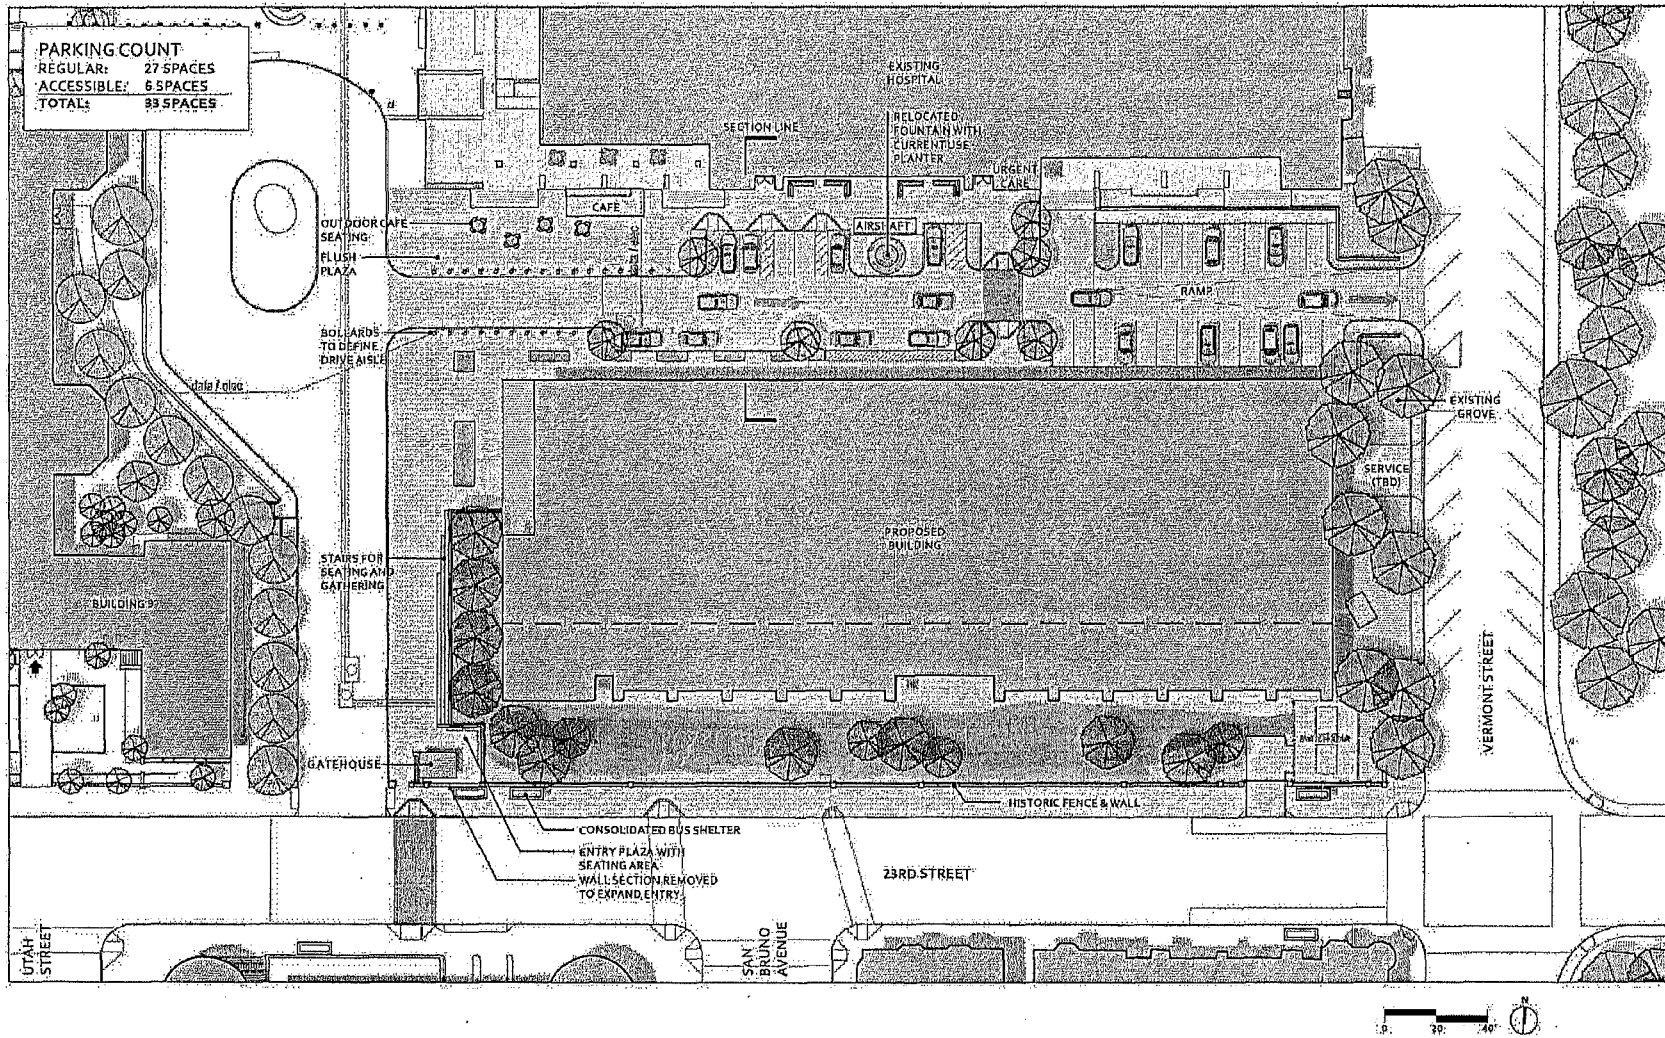 PARKING COUNT
REGULAR: 27 SPACES
ACCESSIBLE: 6 SPACES
TOTAL: 33 SPACES
EXISTING
HOSPITAL
SECTION LINE
RELOCATED
FOUNTAIN WITH
CURRENT USE
PLANTER
URGENT
CARE
CAFE
OUTDOOR CAFE
SEATING
AIRSHAFT
FLUSH
PLAZA
RAMP
BOLLARDS
TO DEFINE
DRIVE AISLE
EXISTING
GROVE
SERVICE
(TBD)
PROPOSED
BUILDING
STAIRS FOR
SEATING AND
GATHERING
BUILDING 9
VERMONT STREET
GATEHOUSE
HISTORIC FENCE & WALL
CONSOLIDATED BUS SHELTER
ENTRY PLAZA WITH
SEATING AREA
WALL SECTION REMOVED
TO EXPAND ENTRY
23RD STREET
UTAH
STREET
SAN
BRUNO
AVENUE
N
0 20 40'